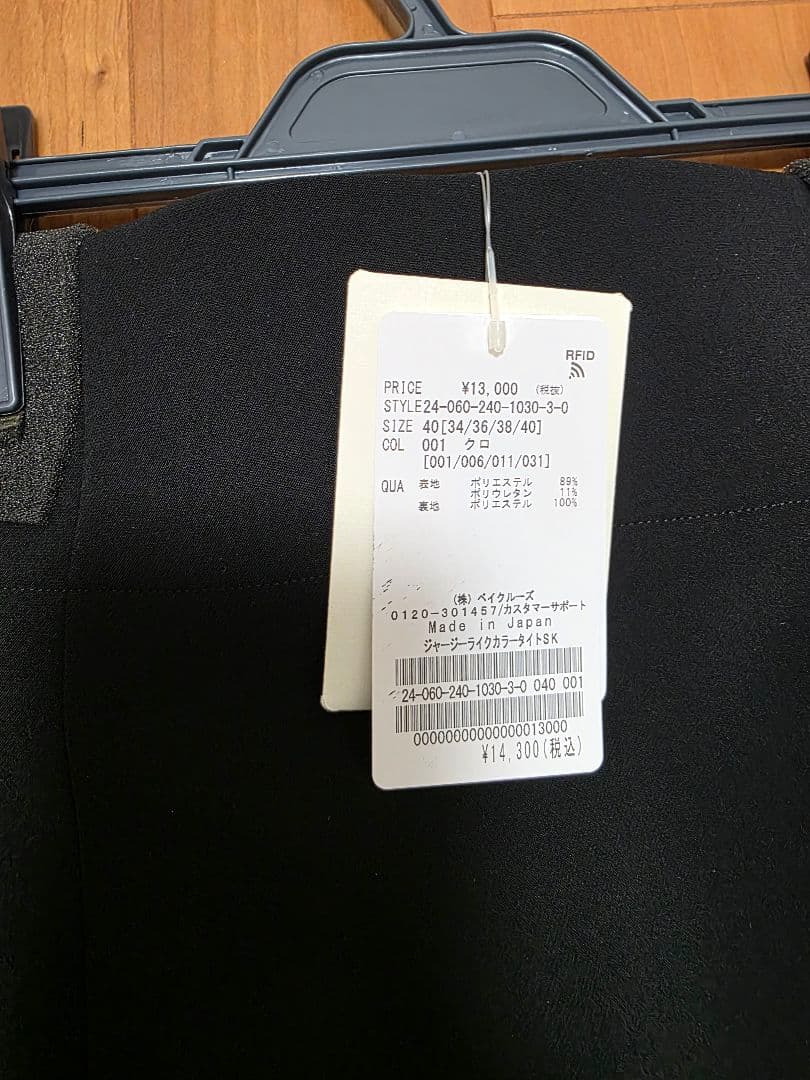 RFID
PRICE ¥13,000 (税抜)
STYLE24-060-240-1030-3-0
SIZE 40[34/36/38/40]
COL 001 クロ
[001/006/011/031]
QUA 表地 ポリエステル 89%
ポリウレタン 11%
裏地 ポリエステル 100%
(株) ベイクルーズ
0120-301457/カスタマーサポート
Made in Japan
ジャージーライクカラータイトSK
24-060-240-1030-3-0 040 001
00000000000000013000
¥14,300(税込)